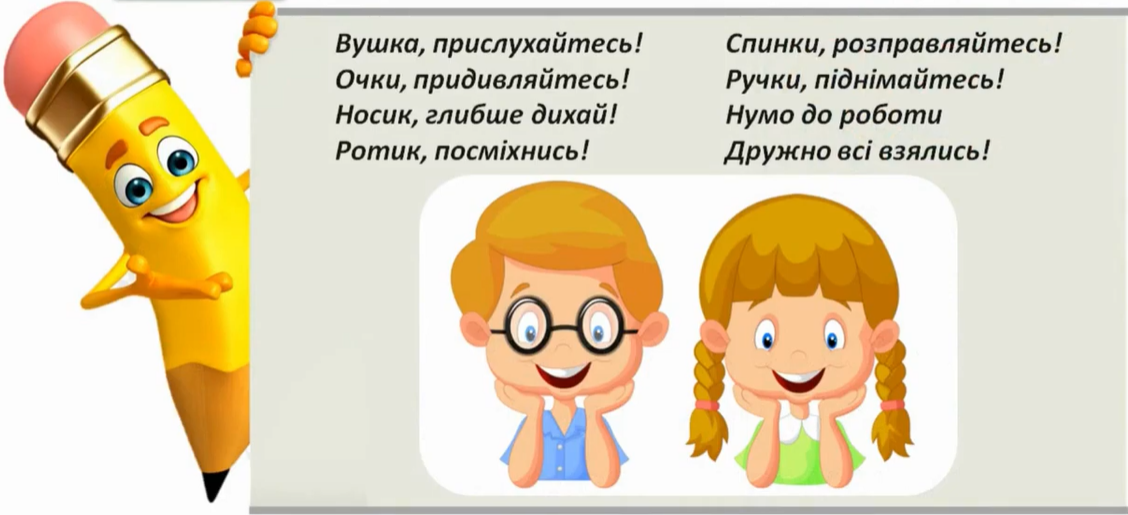 Вушка, прислухайтесь!
Очки, придивляйтесь!
Носик, глибше дихай!
Ротик, посміхнись!
Спинки, розправляйтесь!
Ручки, піднімайтесь!
Нумо до роботи
Дружно всі взялись!